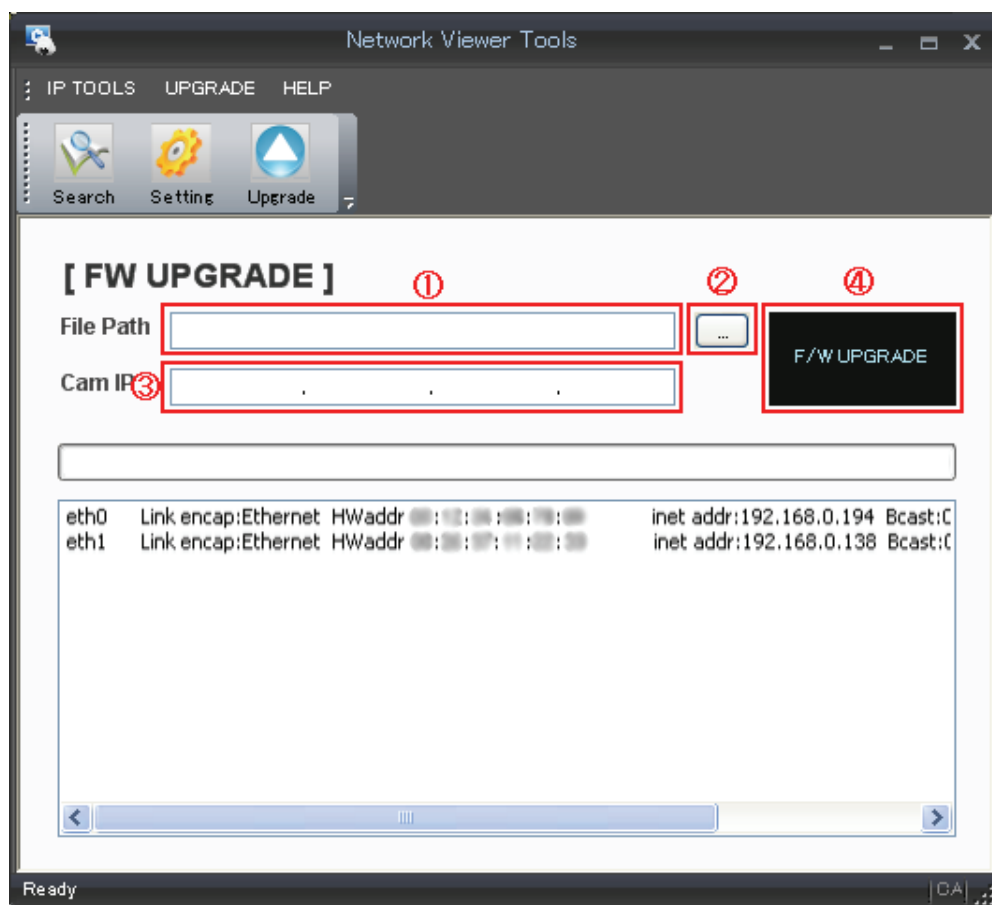 Network Viewer Tools
IP TOOLS UPGRADE HELP
Search Setting Upgrade
[ FW UPGRADE ]
① ② ④
File Path ...
F/W UPGRADE
Cam IP ③ . . .
eth0 Link encap:Ethernet HWaddr inet addr:192.168.0.194 Bcast:
eth1 Link encap:Ethernet HWaddr inet addr:192.168.0.138 Bcast:
Ready